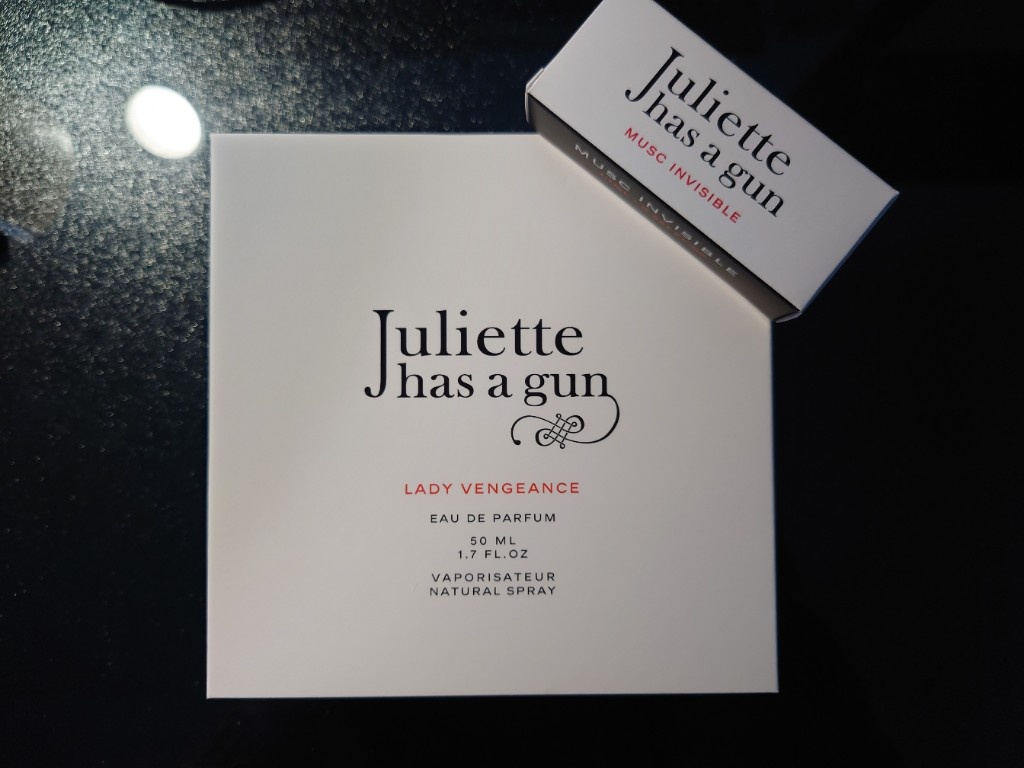 Juliette
has a gun
MUSC INVISIBLE
MUSC INVISIBLE
Juliette
has a gun
LADY VENGEANCE
EAU DE PARFUM
50 ML
1.7 FL.OZ
VAPORISATEUR
NATURAL SPRAY